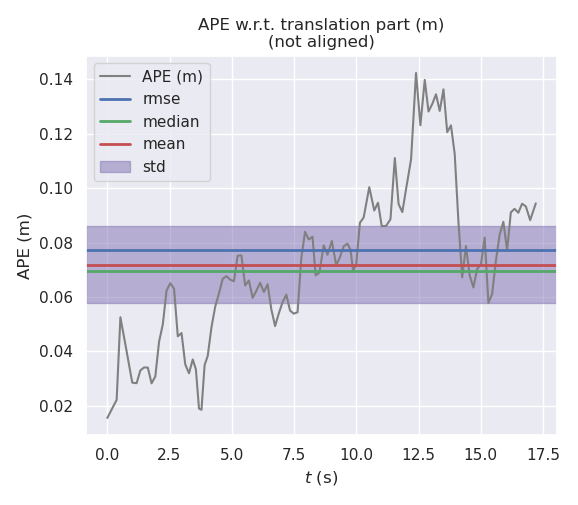 APE w.r.t. translation part (m)
(not aligned)
APE (m)
rmse
median
mean
std
APE (m)
0.14
0.12
0.10
0.08
0.06
0.04
0.02
0.0 2.5 5.0 7.5 10.0 12.5 15.0 17.5
t (s)